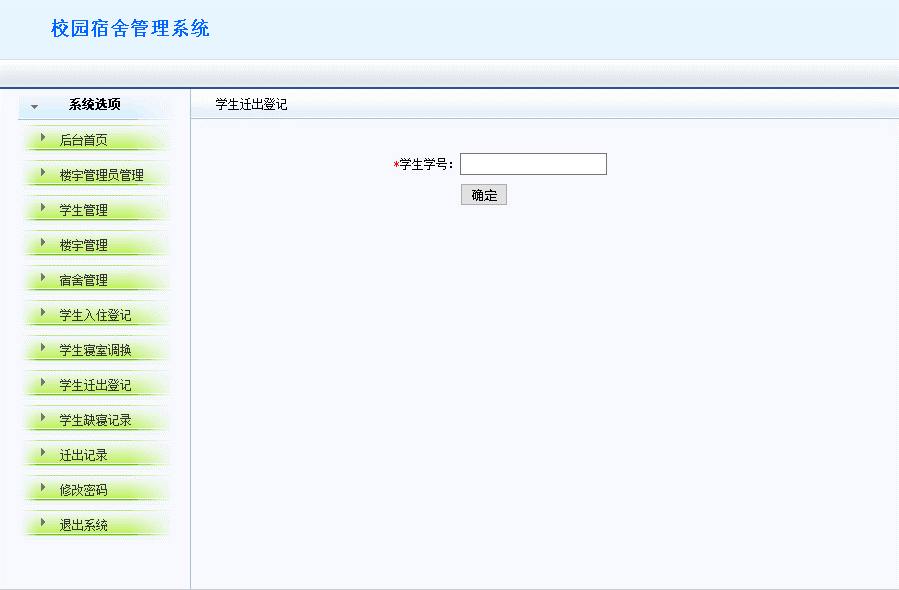 校园宿舍管理系统
系统选项
学生迁出登记
后台首页
*学生学号：
楼宇管理员管理
确定
学生管理
楼宇管理
宿舍管理
学生入住登记
学生寝室调换
学生迁出登记
学生缺寝记录
迁出记录
修改密码
退出系统